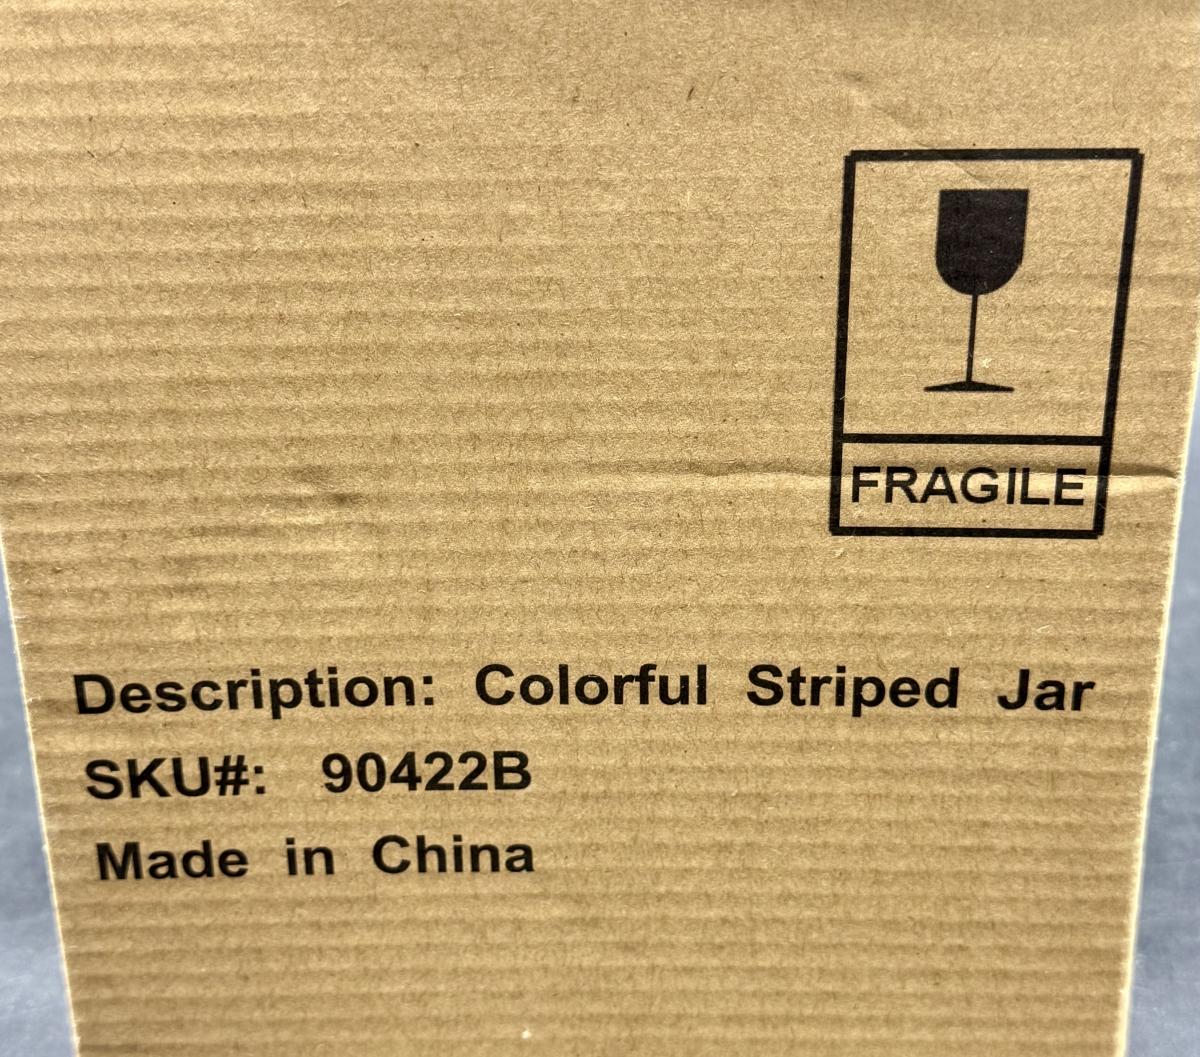 FRAGILE
Description: Colorful Striped Jar
SKU#: 90422B
Made in China